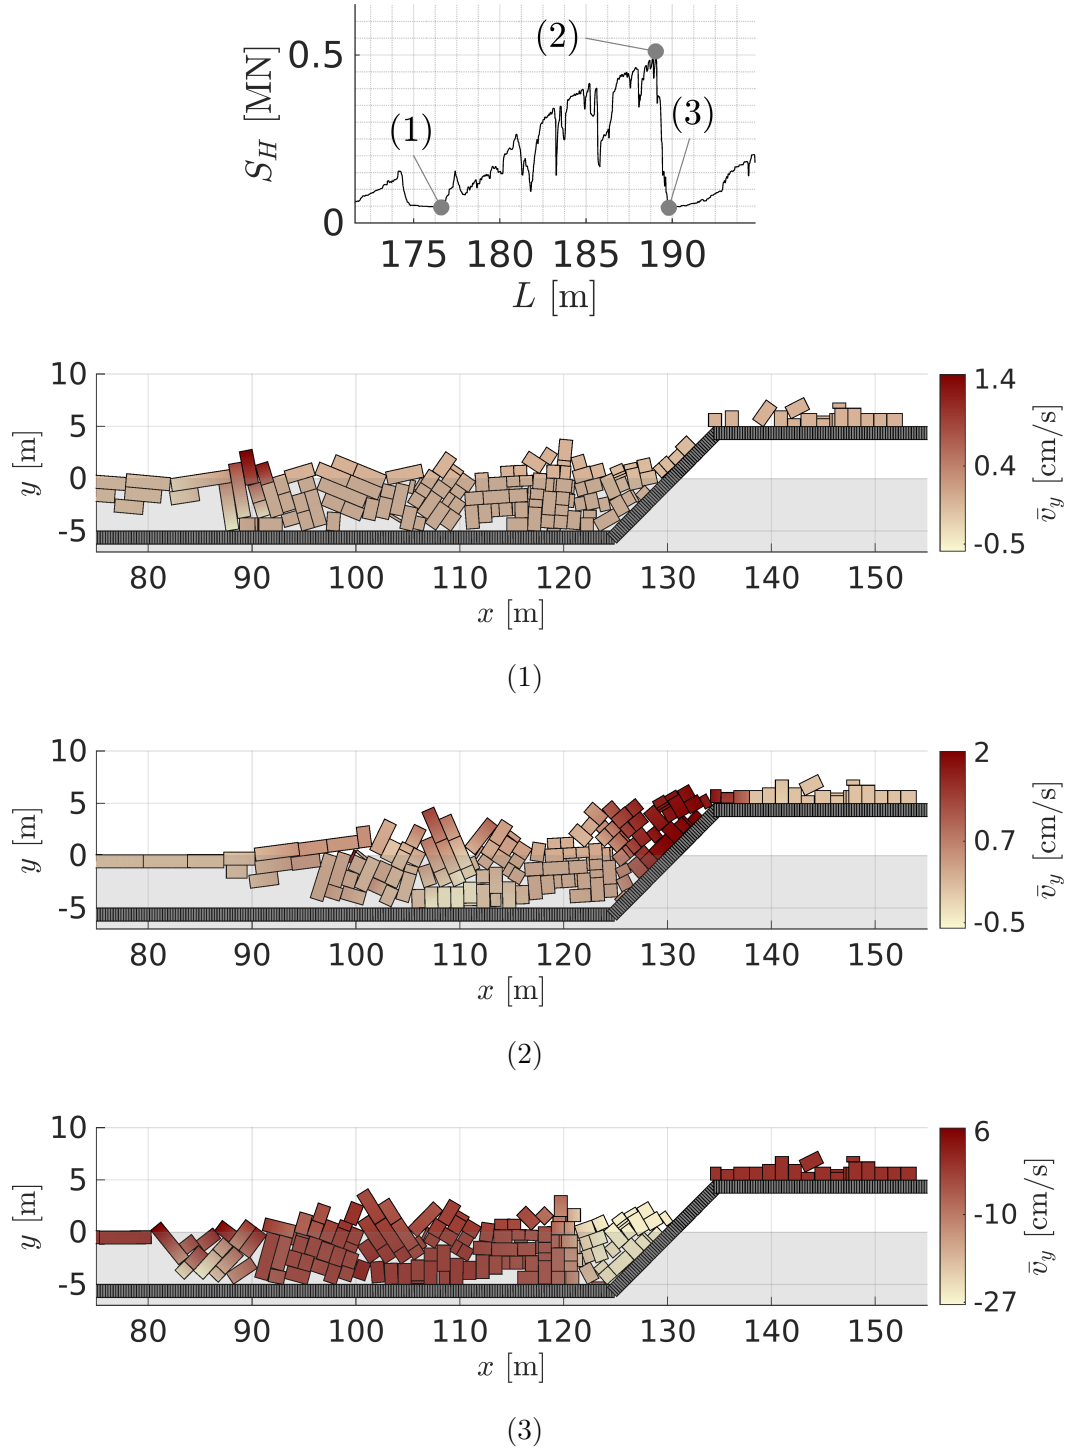 (2)
0.5
S_H [MN]
(3)
(1)
0
175 180 185 190
L [m]
10
5
0
-5
y [m]
80 90 100 110 120 130 140 150
x [m]
1.4
0.4
-0.5
v̄_y [cm/s]
(1)
10
5
0
-5
y [m]
80 90 100 110 120 130 140 150
x [m]
2
0.7
-0.5
v̄_y [cm/s]
(2)
10
5
0
-5
y [m]
80 90 100 110 120 130 140 150
x [m]
6
-10
-27
v̄_y [cm/s]
(3)